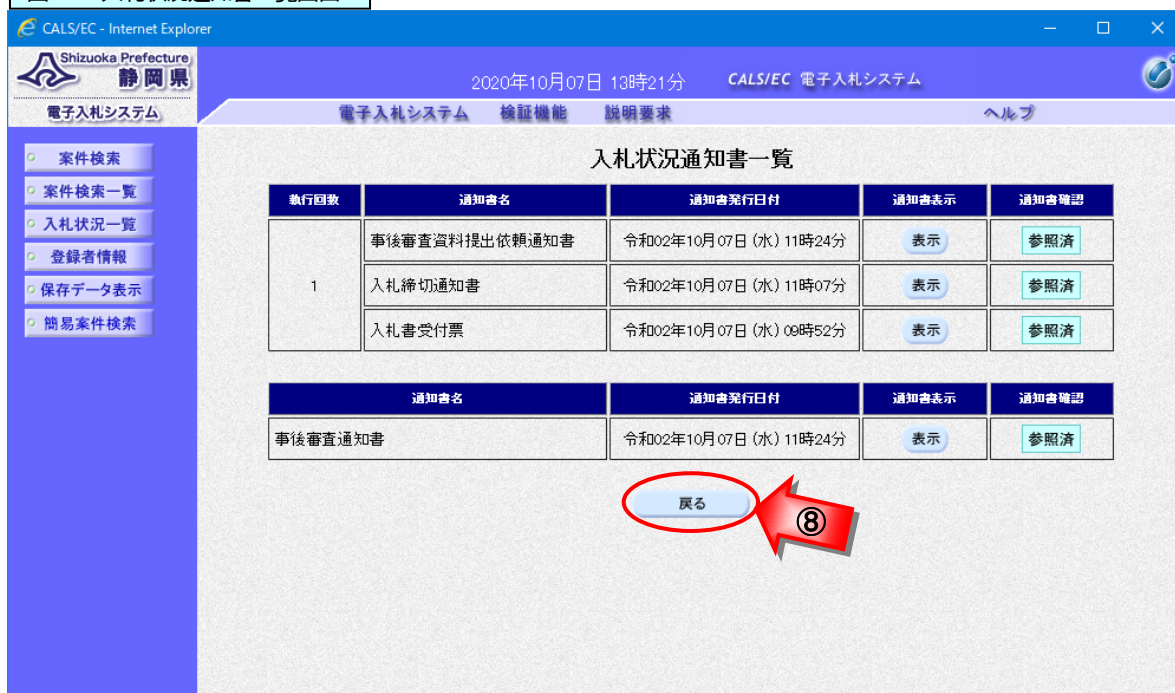 CALS/EC - Internet Explorer
Shizuoka Prefecture
静岡県
電子入札システム
2020年10月07日 13時21分 CALS/EC 電子入札システム
電子入札システム 検証機能 説明要求 ヘルプ
案件検索
案件検索一覧
入札状況一覧
登録者情報
保存データ表示
簡易案件検索
入札状況通知書一覧
執行回数 通知書名 通知書発行日付 通知書表示 通知書確認
事後審査資料提出依頼通知書 令和02年10月07日 (水) 11時24分 表示 参照済
1 入札締切通知書 令和02年10月07日 (水) 11時07分 表示 参照済
入札書受付票 令和02年10月07日 (水) 09時52分 表示 参照済
通知書名 通知書発行日付 通知書表示 通知書確認
事後審査通知書 令和02年10月07日 (水) 11時24分 表示 参照済
戻る
⑧